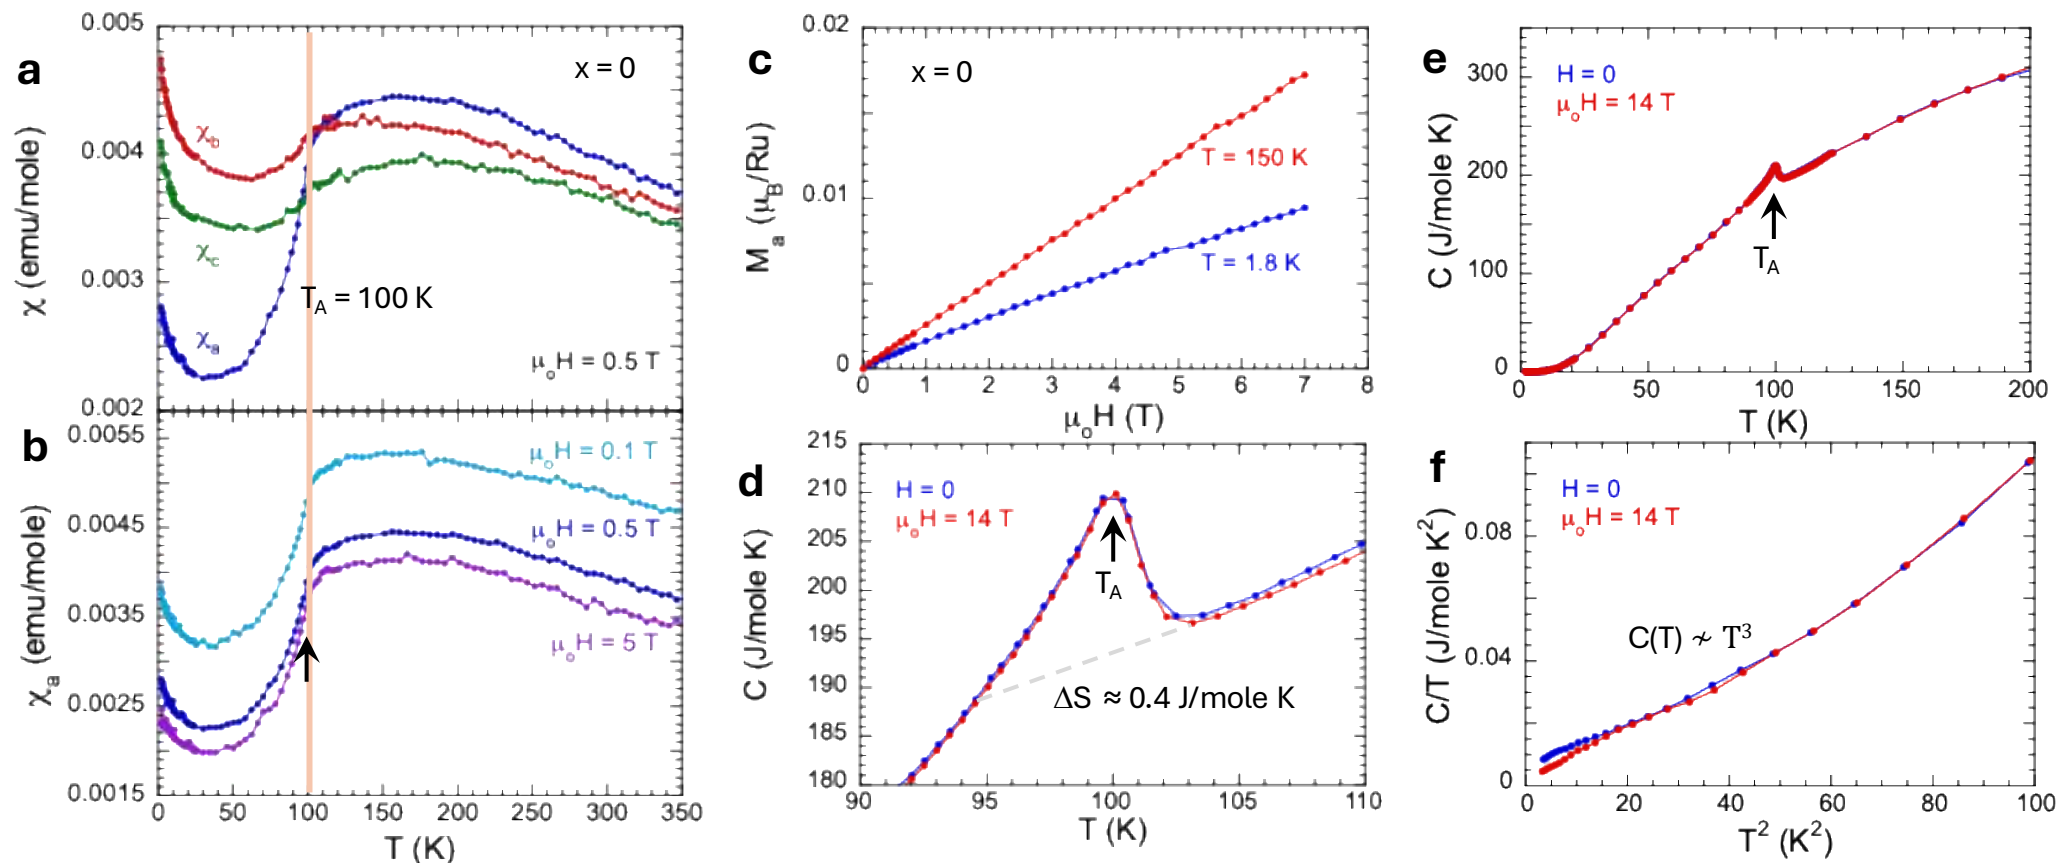 a
0.005
0.004
0.003
0.002
χ (emu/mole)
x = 0
χb
χc
χa
TA = 100 K
μoH = 0.5 T
b
0.0055
0.0045
0.0035
0.0025
0.0015
χa (emu/mole)
μoH = 0.1 T
μoH = 0.5 T
μoH = 5 T
0 50 100 150 200 250 300 350
T (K)
c
0.02
0.01
0
Ma (μB/Ru)
x = 0
T = 150 K
T = 1.8 K
1 2 3 4 5 6 7 8
μoH (T)
d
215
210
205
200
195
190
185
180
C (J/mole K)
H = 0
μoH = 14 T
TA
ΔS ≈ 0.4 J/mole K
90 95 100 105 110
T (K)
e
300
200
100
0
C (J/mole K)
H = 0
μoH = 14 T
TA
0 50 100 150 200
T (K)
f
0.08
0.04
0
C/T (J/mole K²)
H = 0
μoH = 14 T
C(T) ≁ T³
0 20 40 60 80 100
T² (K²)